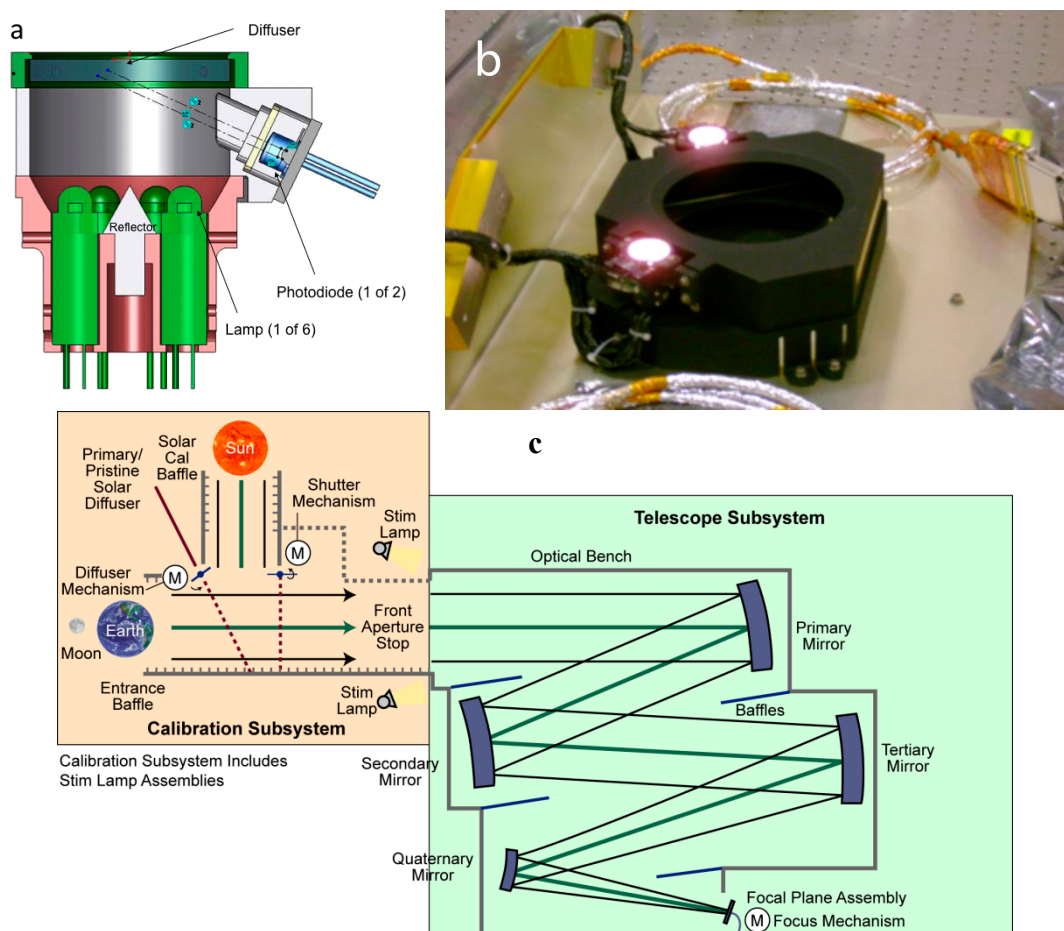 a
Diffuser
Reflector
Photodiode (1 of 2)
Lamp (1 of 6)
b
c
Primary/
Pristine
Solar
Diffuser
Solar
Cal
Baffle
Sun
Shutter
Mechanism
M
Stim
Lamp
Diffuser
Mechanism
M
Earth
Moon
Front
Aperture
Stop
Entrance
Baffle
Stim
Lamp
Calibration Subsystem
Calibration Subsystem Includes
Stim Lamp Assemblies
Telescope Subsystem
Optical Bench
Primary
Mirror
Baffles
Secondary
Mirror
Tertiary
Mirror
Quaternary
Mirror
Focal Plane Assembly
M Focus Mechanism